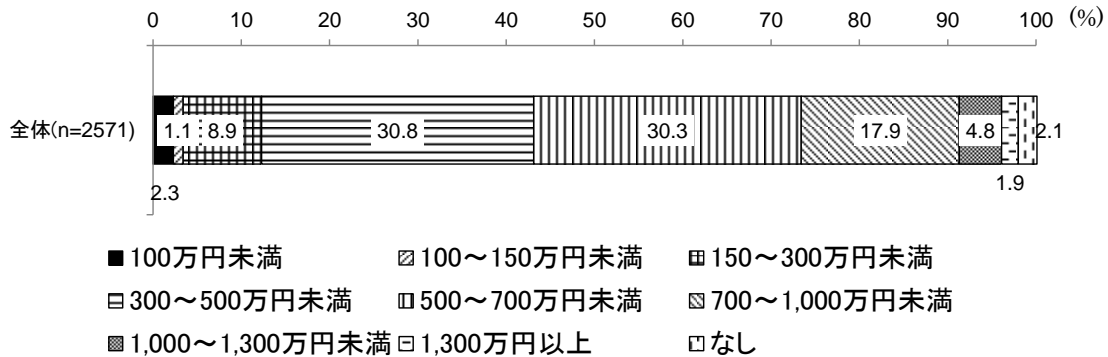 0 10 20 30 40 50 60 70 80 90 100 (%)
全体(n=2571) 1.1 8.9 30.8 30.3 17.9 4.8 2.1
2.3 1.9
100万円未満 100～150万円未満 150～300万円未満
300～500万円未満 500～700万円未満 700～1,000万円未満
1,000～1,300万円未満 1,300万円以上 なし